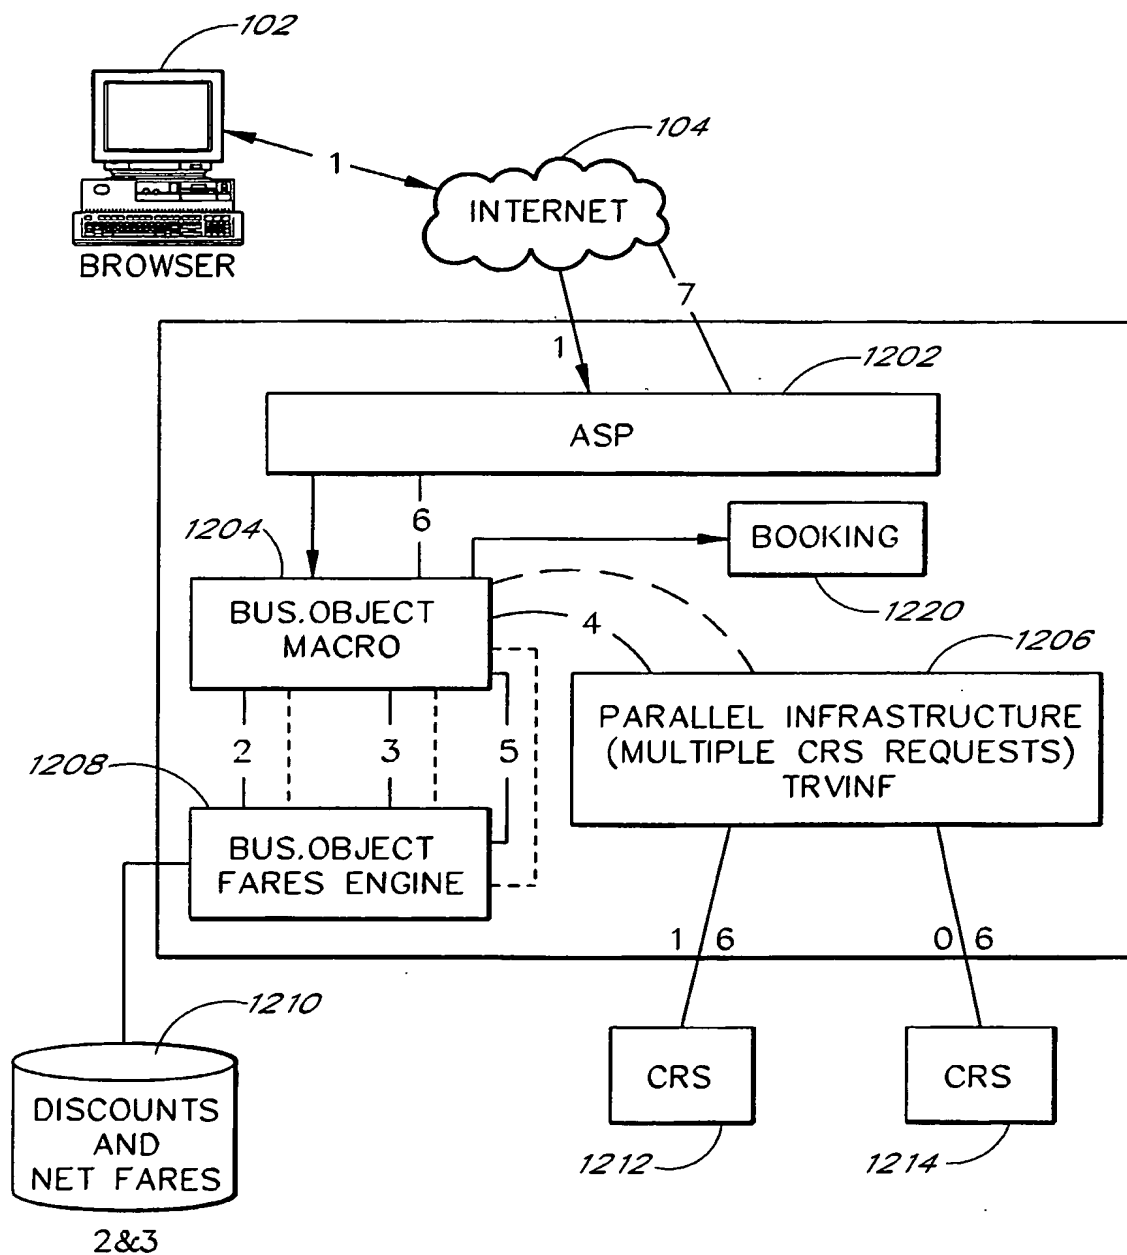 102
104
1
INTERNET
BROWSER
7
1
1202
ASP
6
1204
BOOKING
BUS.OBJECT
MACRO
4
1220
1206
PARALLEL INFRASTRUCTURE
(MULTIPLE CRS REQUESTS)
TRVINF
2
3
5
1208
BUS.OBJECT
FARES ENGINE
1 6
0 6
1210
CRS
CRS
DISCOUNTS
AND
NET FARES
1212
1214
2&3